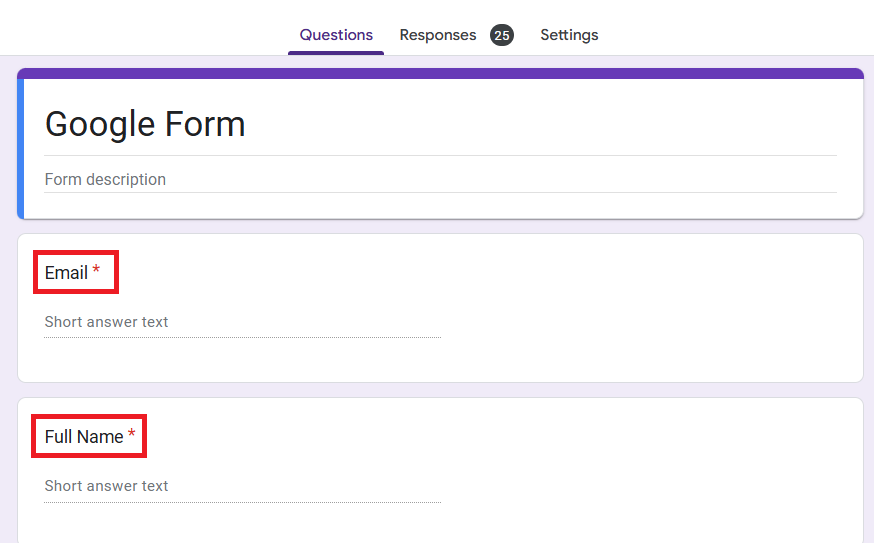 Questions Responses 25 Settings
Google Form
Form description
Email *
Short answer text
Full Name *
Short answer text